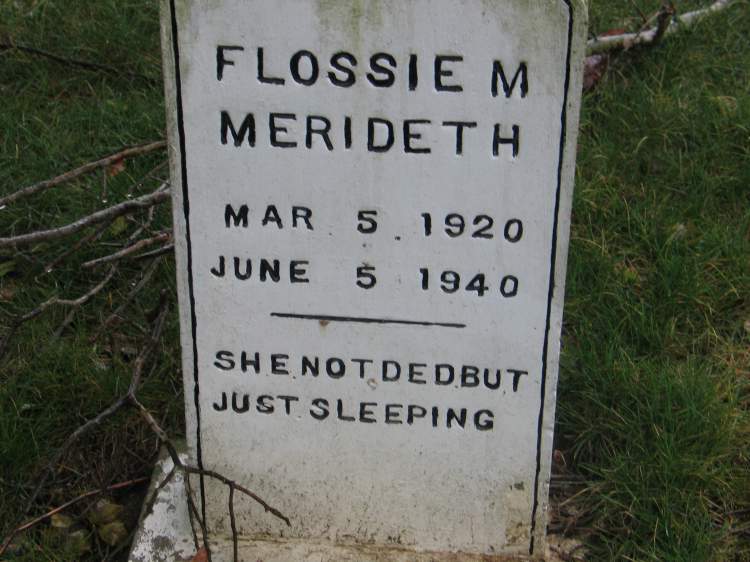 FLOSSIE M
MERIDETH
MAR 5. 1920
JUNE 5 1940
SHE.NOT.DED.BUT
JUST.SLEEPING